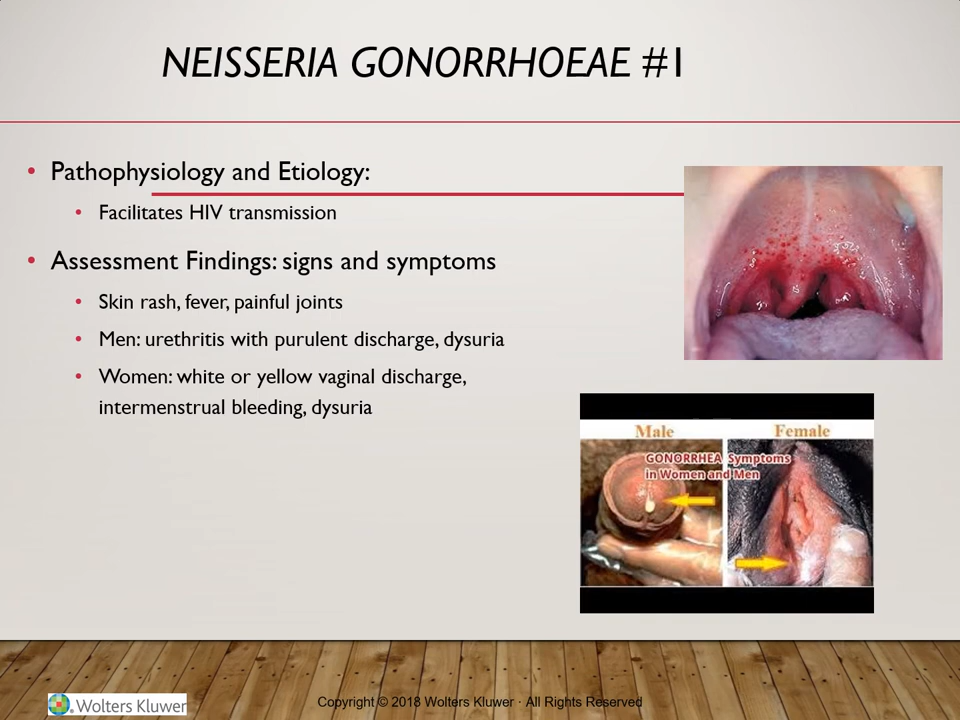 NEISSERIA GONORRHOEAE #1
• Pathophysiology and Etiology:
• Facilitates HIV transmission
• Assessment Findings: signs and symptoms
• Skin rash, fever, painful joints
• Men: urethritis with purulent discharge, dysuria
• Women: white or yellow vaginal discharge,
intermenstrual bleeding, dysuria
Male
Female
GONORRHEA Symptoms
in Women and Men
Wolters Kluwer
Copyright © 2018 Wolters Kluwer · All Rights Reserved